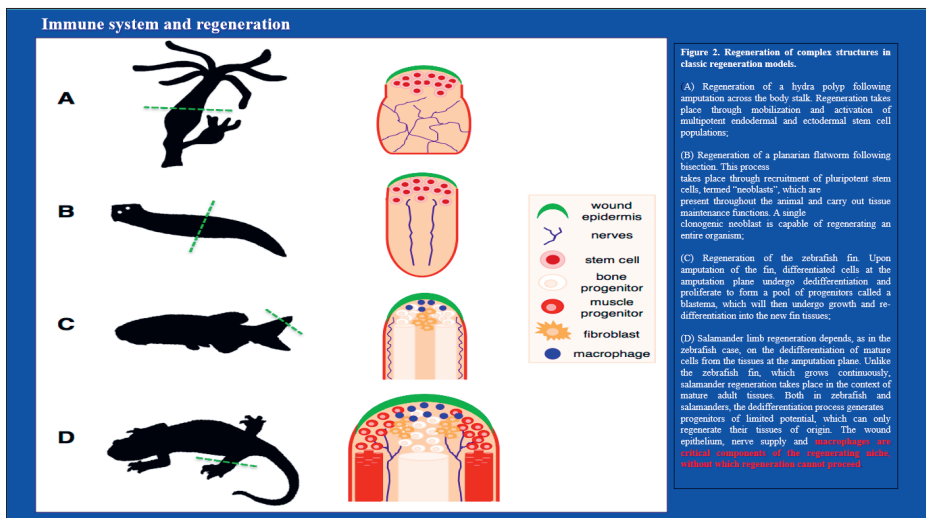 Immune system and regeneration
A
B
C
D
wound
epidermis
nerves
stem cell
bone
progenitor
muscle
progenitor
fibroblast
macrophage
Figure 2. Regeneration of complex structures in
classic regeneration models.
(A) Regeneration of a hydra polyp following
amputation across the body stalk. Regeneration takes
place through mobilization and activation of
multipotent endodermal and ectodermal stem cell
populations;
(B) Regeneration of a planarian flatworm following
bisection. This process
takes place through recruitment of pluripotent stem
cells, termed “neoblasts”, which are
present throughout the animal and carry out tissue
maintenance functions. A single
clonogenic neoblast is capable of regenerating an
entire organism;
(C) Regeneration of the zebrafish fin. Upon
amputation of the fin, differentiated cells at the
amputation plane undergo dedifferentiation and
proliferate to form a pool of progenitors called a
blastema, which will then undergo growth and re-
differentiation into the new fin tissues;
(D) Salamander limb regeneration depends, as in the
zebrafish case, on the dedifferentiation of mature
cells from the tissues at the amputation plane. Unlike
the zebrafish fin, which grows continuously,
salamander regeneration takes place in the context of
mature adult tissues. Both in zebrafish and
salamanders, the dedifferentiation process generates
progenitors of limited potential, which can only
regenerate their tissues of origin. The wound
epithelium, nerve supply and macrophages are
critical components of the regenerating niche,
without which regeneration cannot proceed